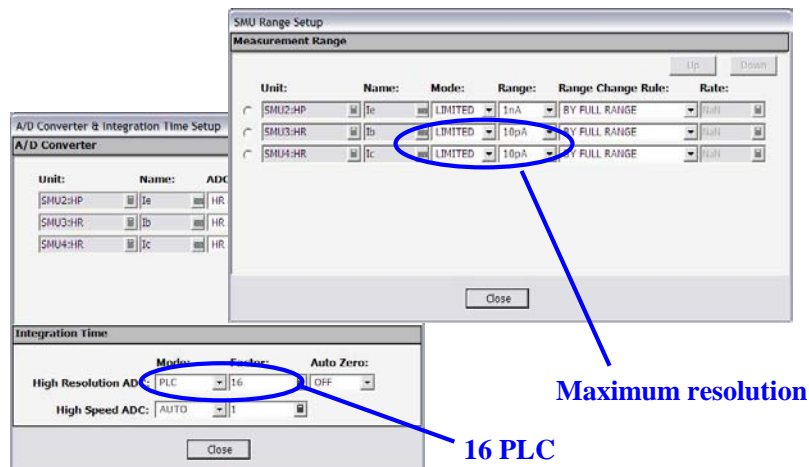 SMU Range Setup
Measurement Range
Up Down
Unit: Name: Mode: Range: Range Change Rule: Rate:
SMU2:HP Ie LIMITED 1nA BY FULL RANGE NaN
SMU3:HR Ib LIMITED 10pA BY FULL RANGE NaN
SMU4:HR Ic LIMITED 10pA BY FULL RANGE NaN
Close
A/D Converter & Integration Time Setup
A/D Converter
Unit: Name: ADC
SMU2:HP Ie HR
SMU3:HR Ib HR
SMU4:HR Ic HR
Integration Time
Mode: Factor: Auto Zero:
High Resolution ADC: PLC 16 OFF
High Speed ADC: AUTO 1
Close
Maximum resolution
16 PLC